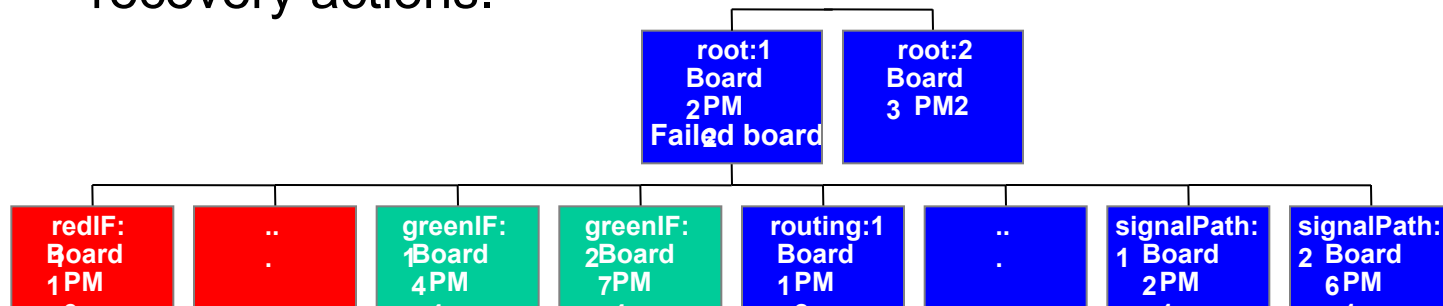 recovery actions.
root:1
Board
2 PM
2
Failed board
root:2
Board
3 PM2
redIF:
1
Board
1 PM
..
.
greenIF:
1 Board
4 PM
greenIF:
2 Board
7 PM
routing:1
Board
1 PM
..
.
signalPath:
1 Board
2 PM
signalPath:
2 Board
6 PM